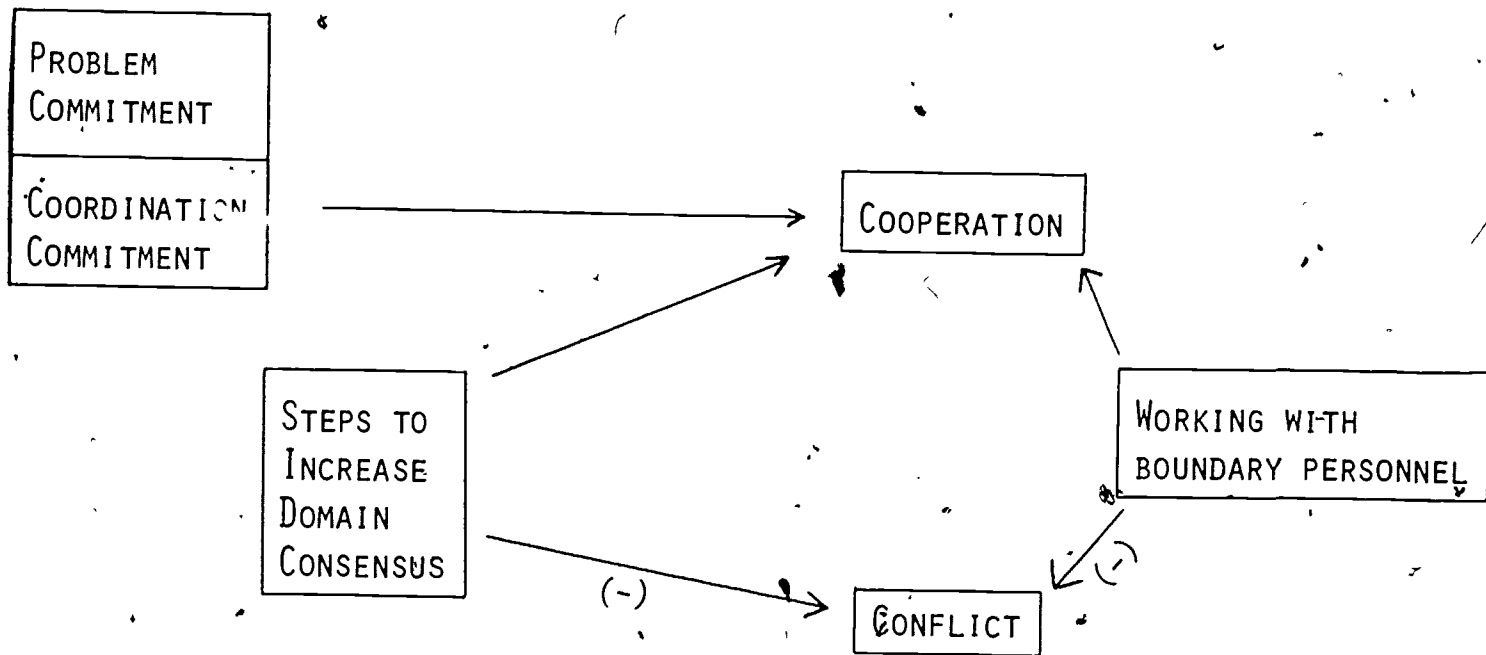 PROBLEM
COMMITMENT
COORDINATION
COMMITMENT
COOPERATION
STEPS TO
INCREASE
DOMAIN
CONSENSUS
WORKING WITH
BOUNDARY PERSONNEL
(-)
(-)
CONFLICT